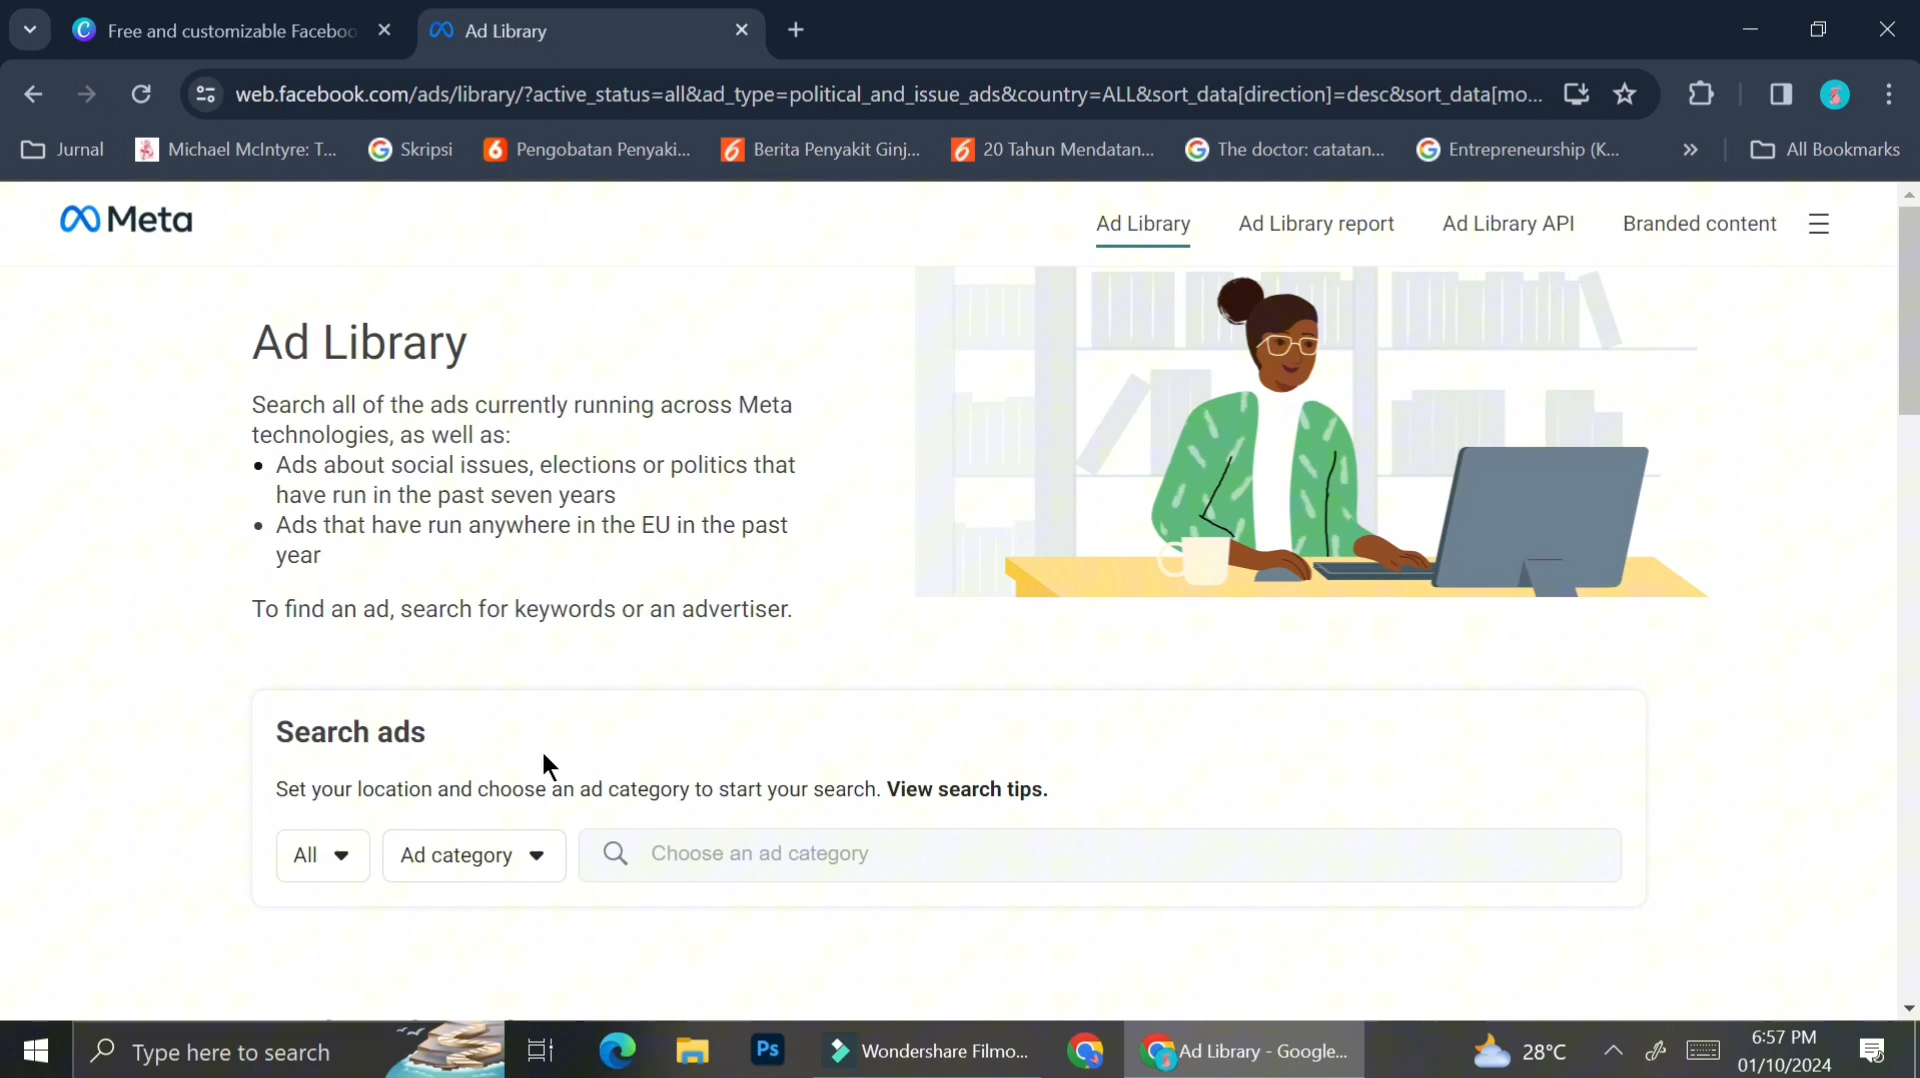 Free and customizable Faceboo
Ad Library
web.facebook.com/ads/library/?active_status=all&ad_type=political_and_issue_ads&country=ALL&sort_data[direction]=desc&sort_data[mo...
Jurnal
Michael McIntyre: T...
Skripsi
Pengobatan Penyaki...
Berita Penyakit Ginj...
20 Tahun Mendatan...
The doctor: catatan...
Entrepreneurship (K...
»
All Bookmarks
Meta
Ad Library
Ad Library report
Ad Library API
Branded content
Ad Library
Search all of the ads currently running across Meta
technologies, as well as:
• Ads about social issues, elections or politics that
have run in the past seven years
• Ads that have run anywhere in the EU in the past
year
To find an ad, search for keywords or an advertiser.
Search ads
Set your location and choose an ad category to start your search. View search tips.
All
Ad category
Choose an ad category
Type here to search
Ps
Wondershare Filmo...
Ad Library - Google...
28°C
6:57 PM
01/10/2024